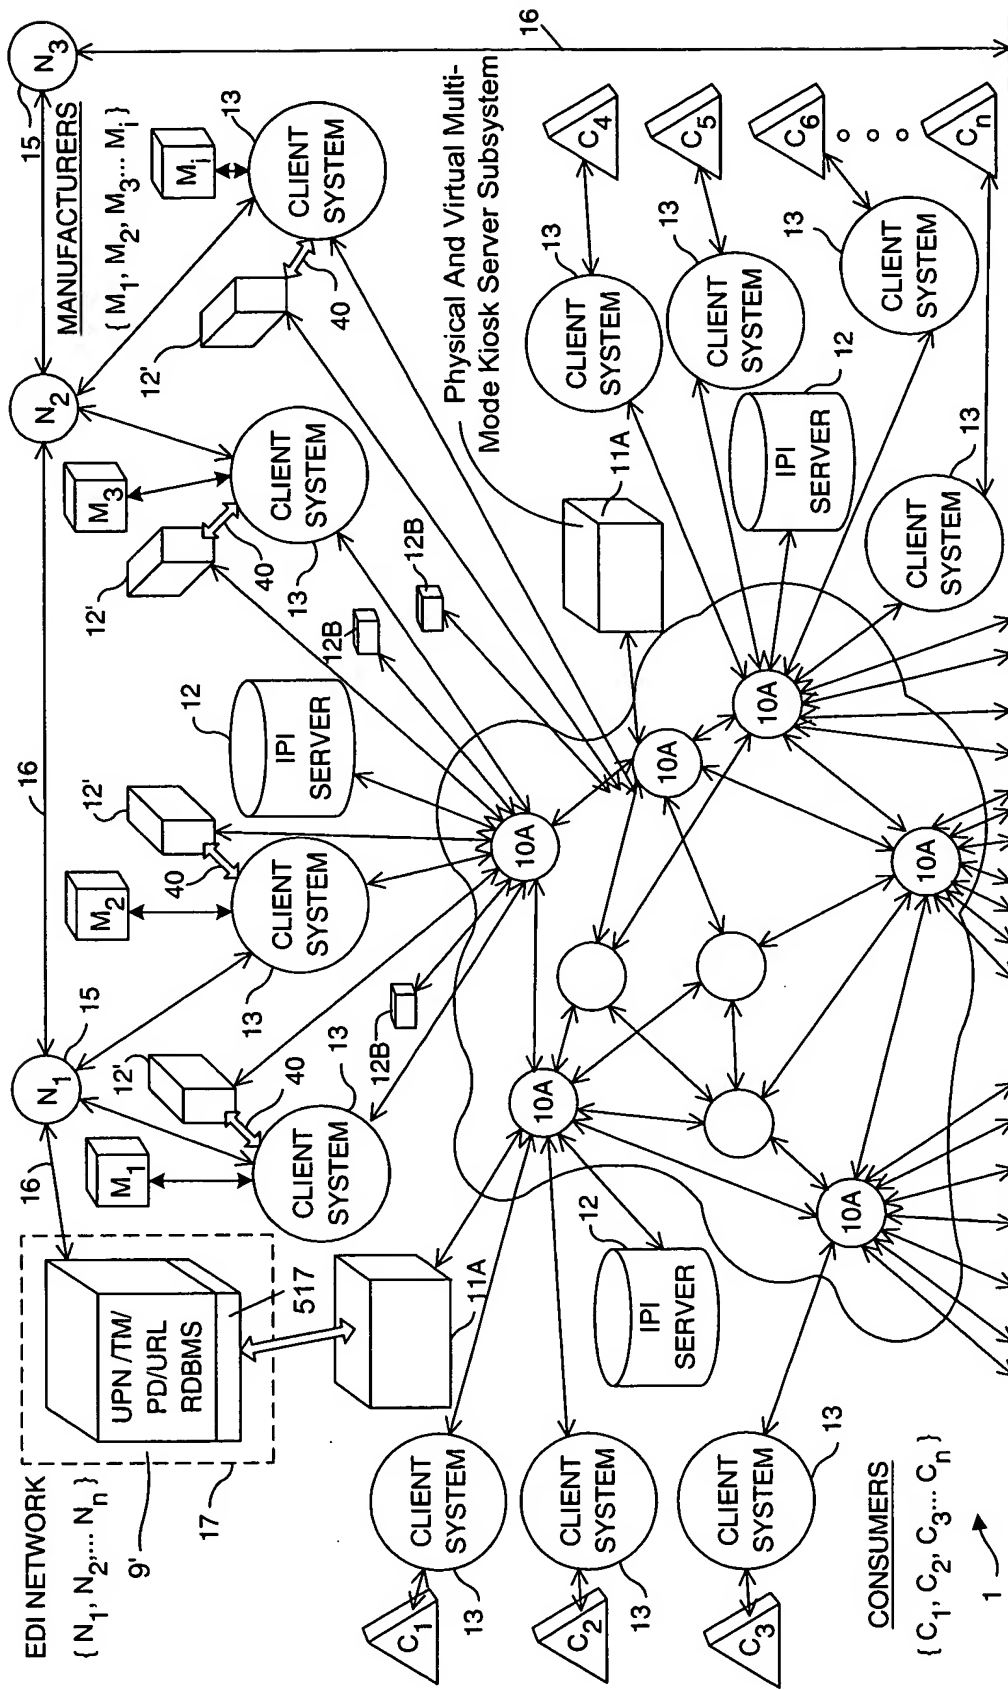 EDI NETWORK
{ N1, N2,... Nn }
9'
17
UPN /TM/
PD/URL
RDBMS
517
16
N1
15
16
N2
15
N3
16
MANUFACTURERS
{ M1, M2, M3... Mi }
M1
12'
40
CLIENT
SYSTEM
13
M2
12'
40
CLIENT
SYSTEM
13
M3
12'
40
CLIENT
SYSTEM
13
Mi
12'
40
CLIENT
SYSTEM
13
12B
12B
12B
12
IPI
SERVER
11A
Physical And Virtual Multi-
Mode Kiosk Server Subsystem
11A
C1
CLIENT
SYSTEM
13
C2
CLIENT
SYSTEM
13
C3
CLIENT
SYSTEM
13
12
IPI
SERVER
10A
10A
10A
10A
10A
10A
CLIENT
SYSTEM
13
C4
CLIENT
SYSTEM
13
C5
IPI
SERVER
12
CLIENT
SYSTEM
13
C6
CLIENT
SYSTEM
13
Cn
CONSUMERS
{ C1, C2, C3... Cn }
1